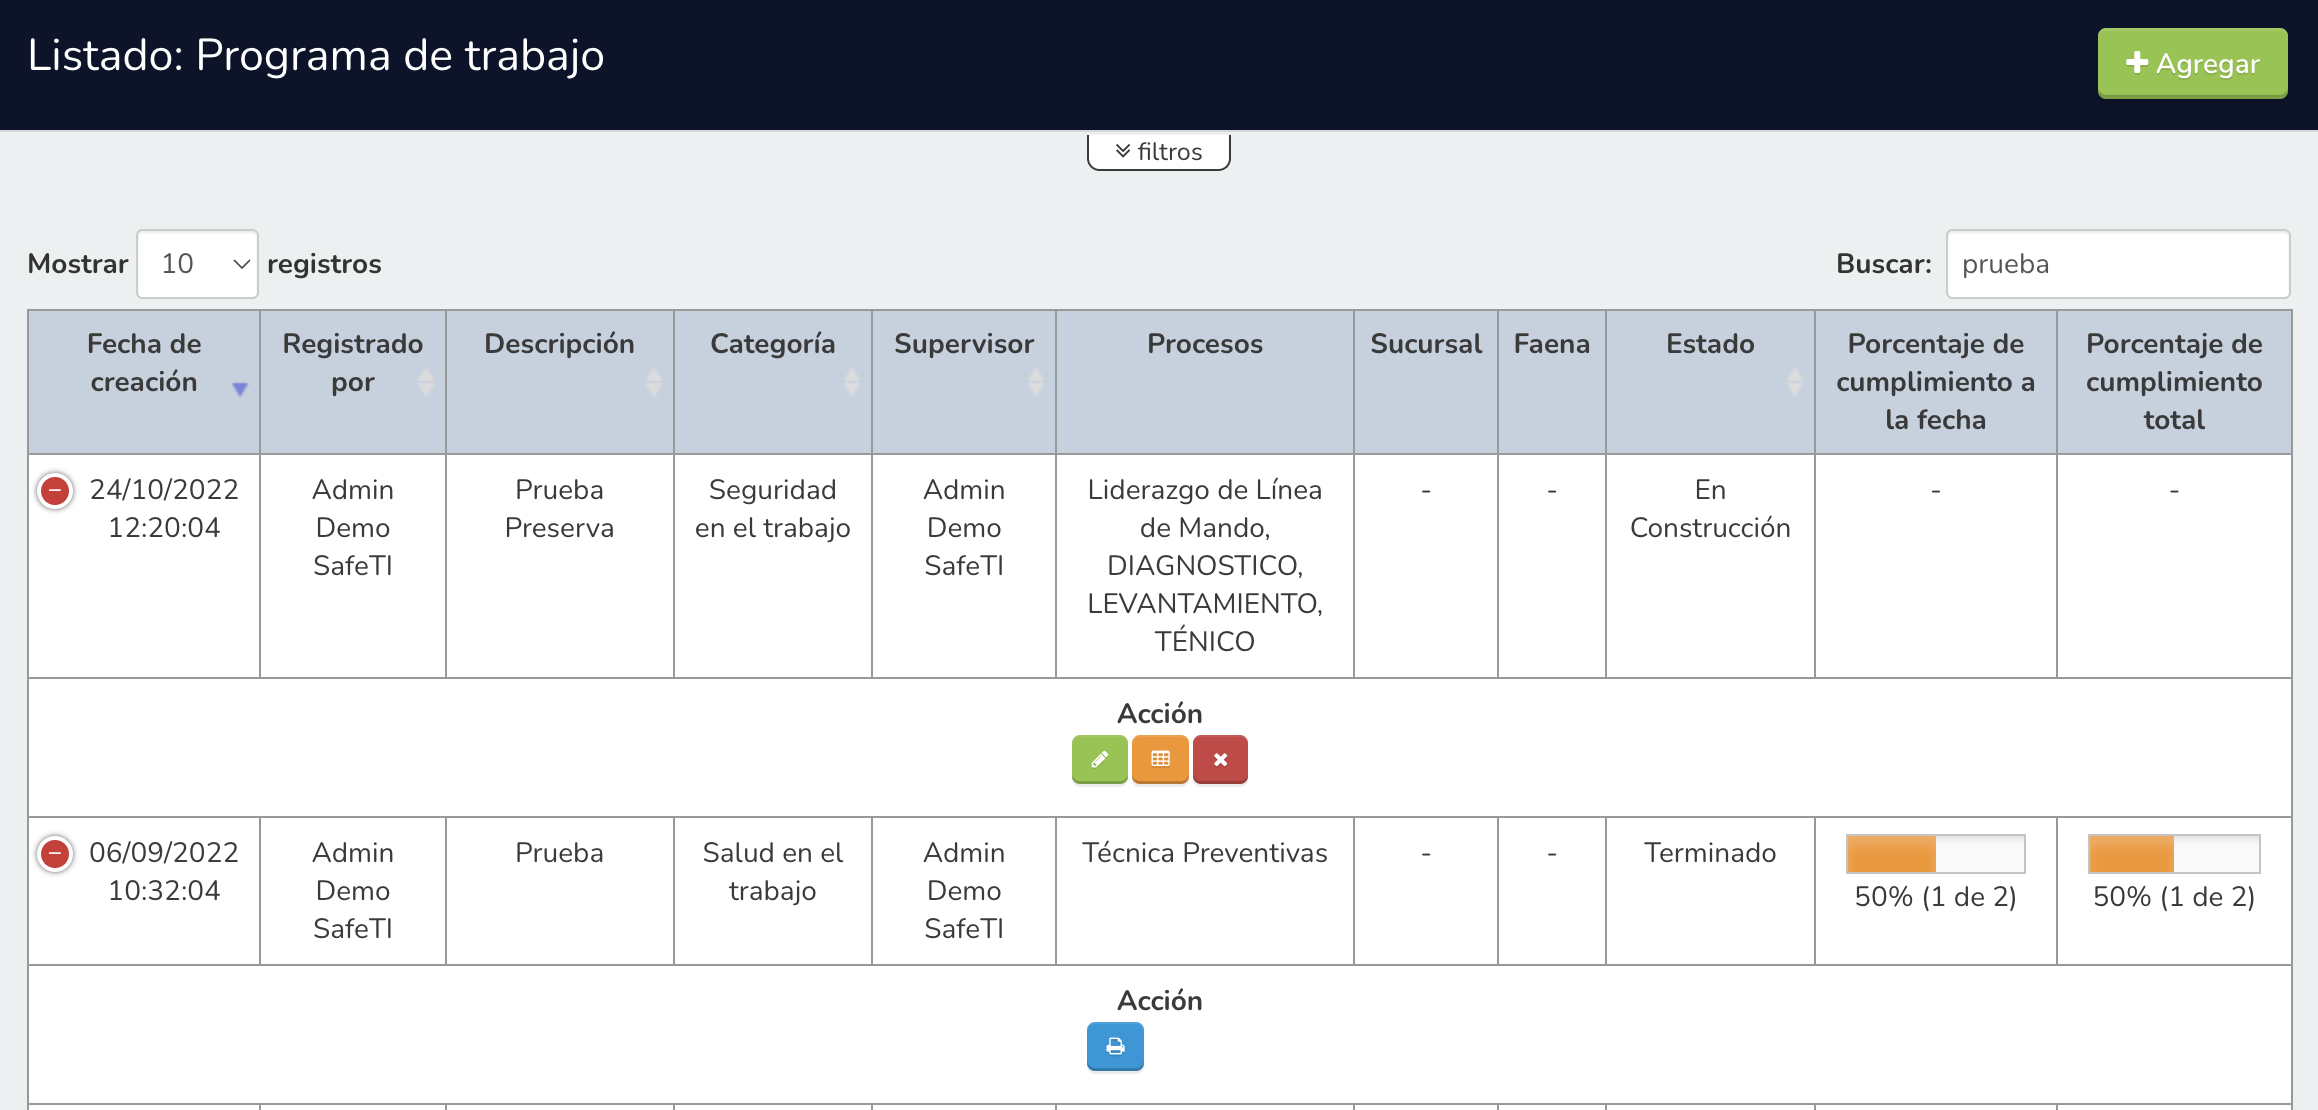 Listado: Programa de trabajo
Agregar
filtros
Mostrar 10 registros
Buscar: prueba
Fecha de creación
Registrado por
Descripción
Categoría
Supervisor
Procesos
Sucursal
Faena
Estado
Porcentaje de cumplimiento a la fecha
Porcentaje de cumplimiento total
24/10/2022 12:20:04
Admin Demo SafeTI
Prueba Preserva
Seguridad en el trabajo
Admin Demo SafeTI
Liderazgo de Línea de Mando, DIAGNOSTICO, LEVANTAMIENTO, TÉNICO
-
-
En Construcción
-
-
Acción
06/09/2022 10:32:04
Admin Demo SafeTI
Prueba
Salud en el trabajo
Admin Demo SafeTI
Técnica Preventivas
-
-
Terminado
50% (1 de 2)
50% (1 de 2)
Acción